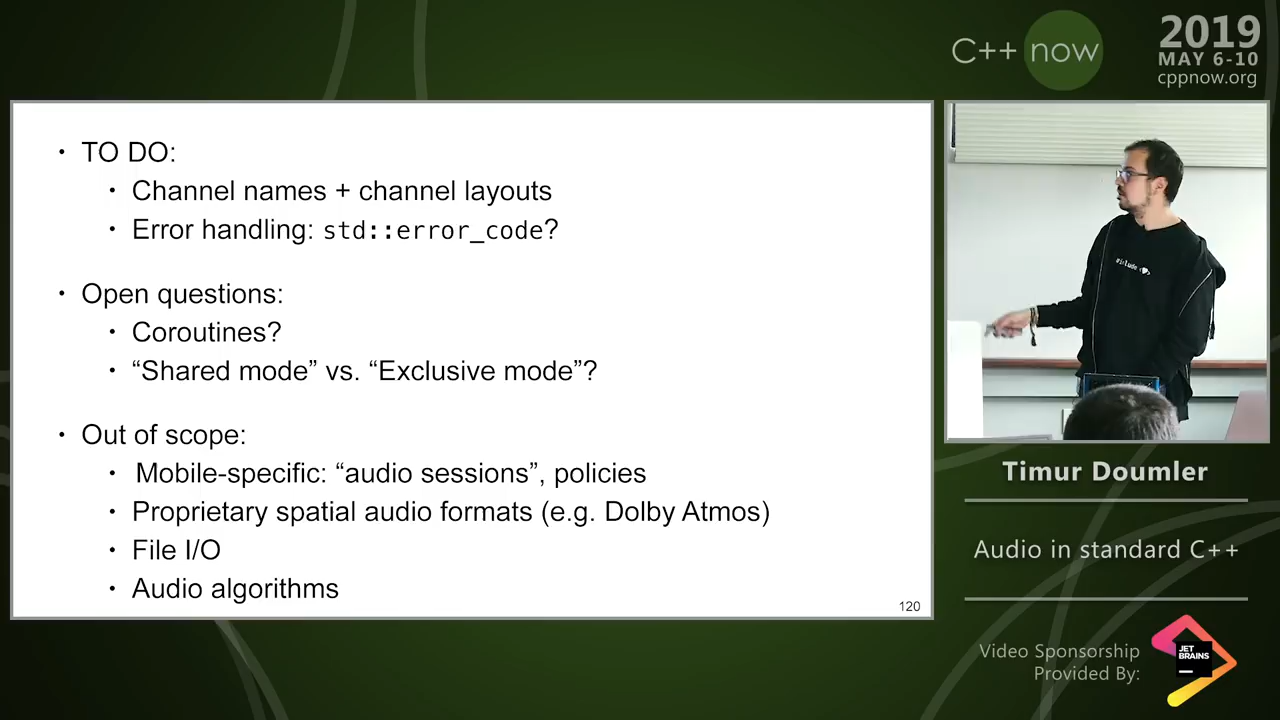 C++ now
2019
MAY 6-10
cppnow.org
• TO DO:
• Channel names + channel layouts
• Error handling: std::error_code?
• Open questions:
• Coroutines?
• “Shared mode” vs. “Exclusive mode”?
• Out of scope:
• Mobile-specific: “audio sessions”, policies
• Proprietary spatial audio formats (e.g. Dolby Atmos)
• File I/O
• Audio algorithms
120
Timur Doumler
Audio in standard C++
Video Sponsorship
Provided By:
JET
BRAINS